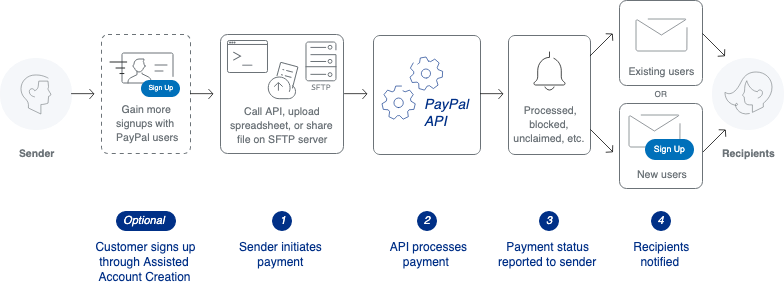 Sender
Sign Up
Gain more
signups with
PayPal users
>_
SFTP
Call API, upload
spreadsheet, or share
file on SFTP server
PayPal
API
Processed,
blocked,
unclaimed, etc.
Existing users
OR
Sign Up
New users
Recipients
Optional
Customer signs up
through Assisted
Account Creation
1
Sender initiates
payment
2
API processes
payment
3
Payment status
reported to sender
4
Recipients
notified